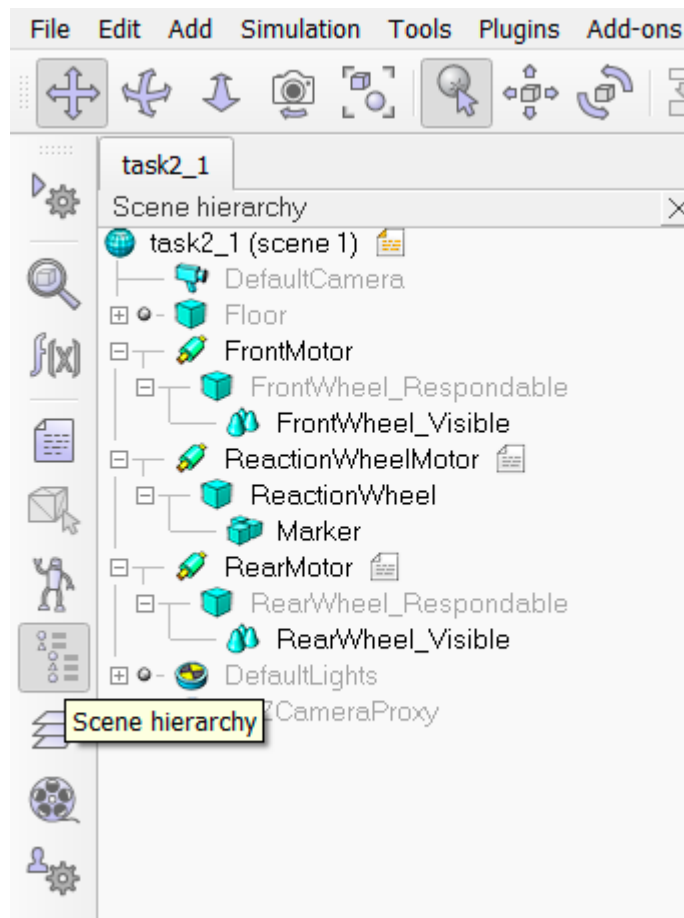 File Edit Add Simulation Tools Plugins Add-ons
task2_1
Scene hierarchy
task2_1 (scene 1)
DefaultCamera
Floor
f(x)
FrontMotor
FrontWheel_Respondable
FrontWheel_Visible
ReactionWheelMotor
ReactionWheel
Marker
RearMotor
RearWheel_Respondable
RearWheel_Visible
DefaultLights
Scene hierarchy
ZCameraProxy